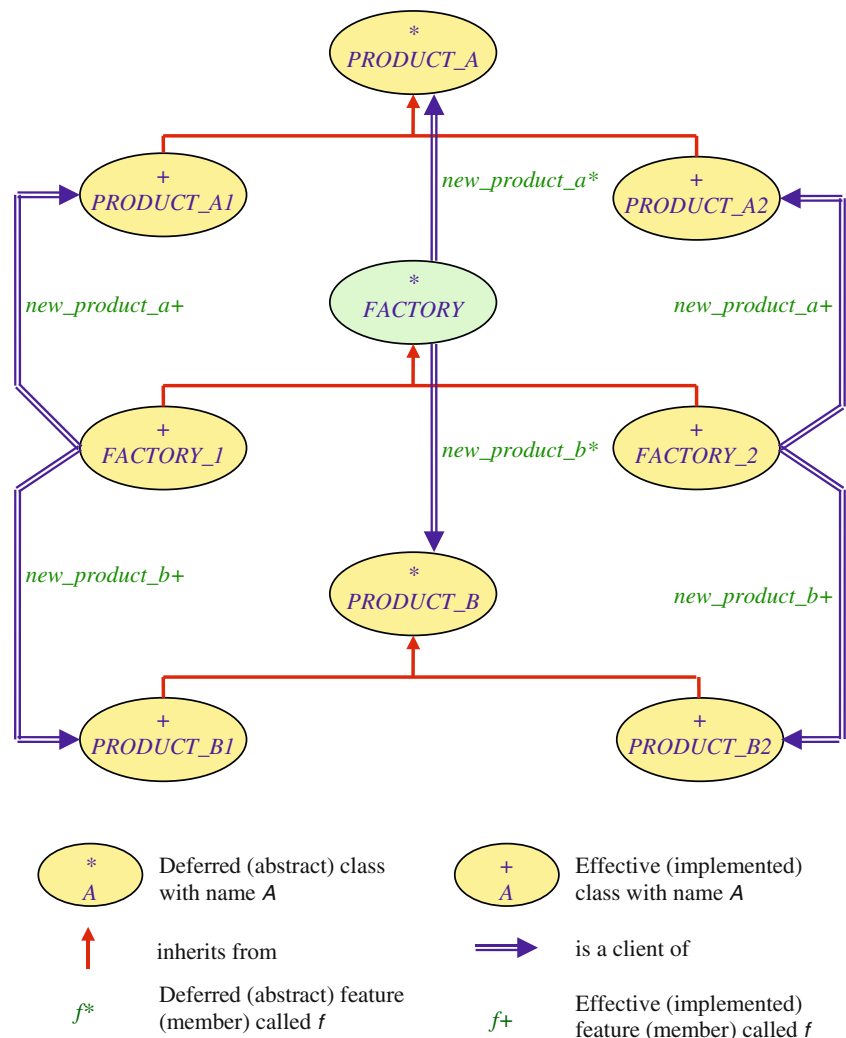 *
PRODUCT_A
+
PRODUCT_A1
new_product_a*
+
PRODUCT_A2
*
FACTORY
new_product_a+
new_product_a+
+
FACTORY_1
new_product_b*
+
FACTORY_2
new_product_b+
*
PRODUCT_B
new_product_b+
+
PRODUCT_B1
+
PRODUCT_B2
*
A
Deferred (abstract) class
with name A
+
A
Effective (implemented)
class with name A
inherits from
is a client of
f*
Deferred (abstract) feature
(member) called f
f+
Effective (implemented)
feature (member) called f